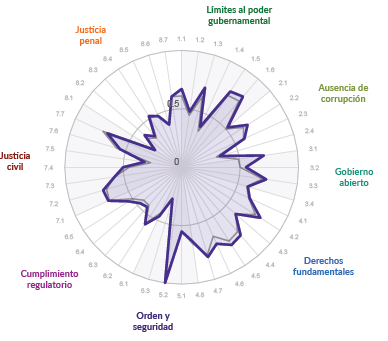 Límites al poder
gubernamental
Justicia
penal
Ausencia de
corrupción
Gobierno
abierto
Derechos
fundamentales
Orden y
seguridad
Cumplimiento
regulatorio
Justicia
civil
1.1
1.2
1.3
1.4
1.5
1.6
2.1
2.2
2.3
2.4
3.1
3.2
3.3
3.4
4.1
4.2
4.3
4.4
4.5
4.6
4.7
4.8
5.1
5.2
5.3
6.1
6.2
6.3
6.4
6.5
7.1
7.2
7.3
7.4
7.5
7.6
7.7
8.1
8.2
8.3
8.4
8.5
8.6
8.7
0.5
0